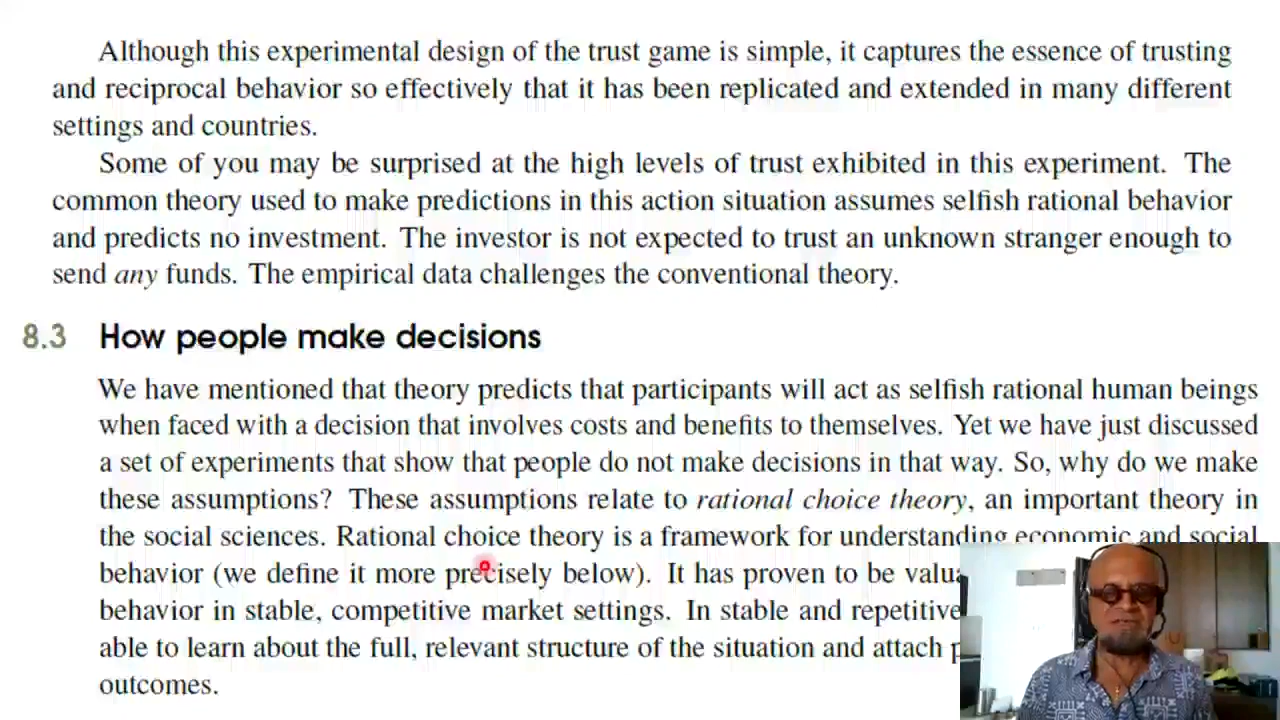 Although this experimental design of the trust game is simple, it captures the essence of trusting
and reciprocal behavior so effectively that it has been replicated and extended in many different
settings and countries.
Some of you may be surprised at the high levels of trust exhibited in this experiment. The
common theory used to make predictions in this action situation assumes selfish rational behavior
and predicts no investment. The investor is not expected to trust an unknown stranger enough to
send any funds. The empirical data challenges the conventional theory.
8.3 How people make decisions
We have mentioned that theory predicts that participants will act as selfish rational human beings
when faced with a decision that involves costs and benefits to themselves. Yet we have just discussed
a set of experiments that show that people do not make decisions in that way. So, why do we make
these assumptions? These assumptions relate to rational choice theory, an important theory in
the social sciences. Rational choice theory is a framework for understanding economic and social
behavior (we define it more precisely below). It has proven to be
behavior in stable, competitive market settings. In stable and repetitive
able to learn about the full, relevant structure of the situation and attach
outcomes.